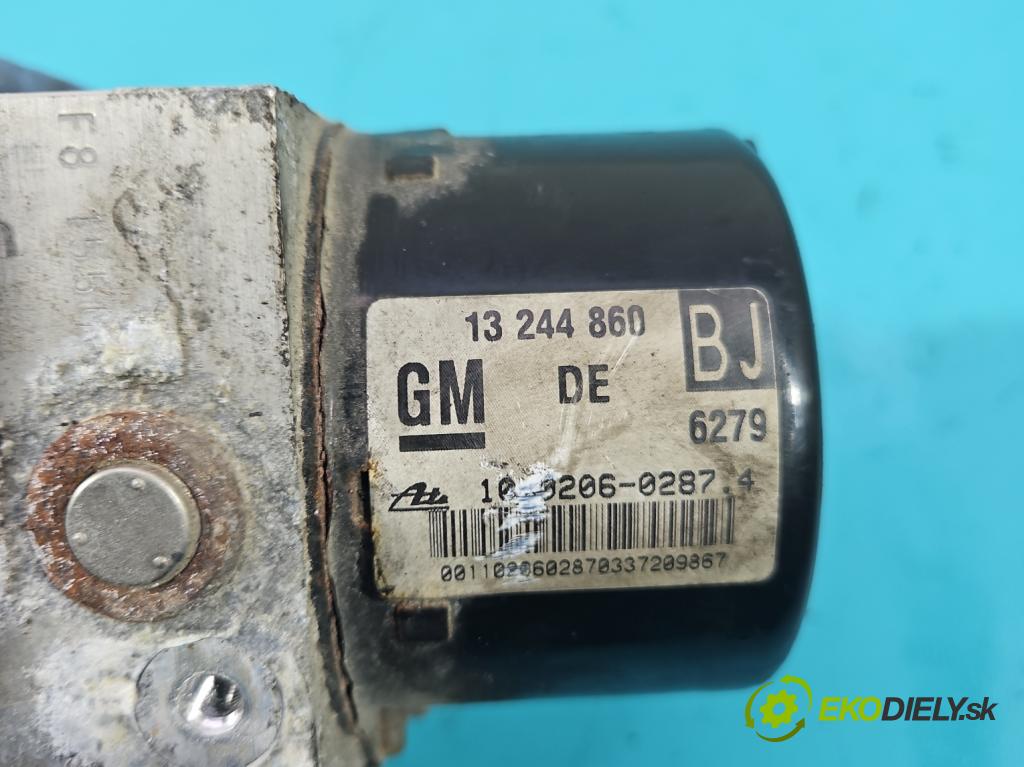 F8
13 244 860
BJ
GM
DE
6279
Ate
10.0206-0287.4
0011020602870337209867
EKODIELY.sk